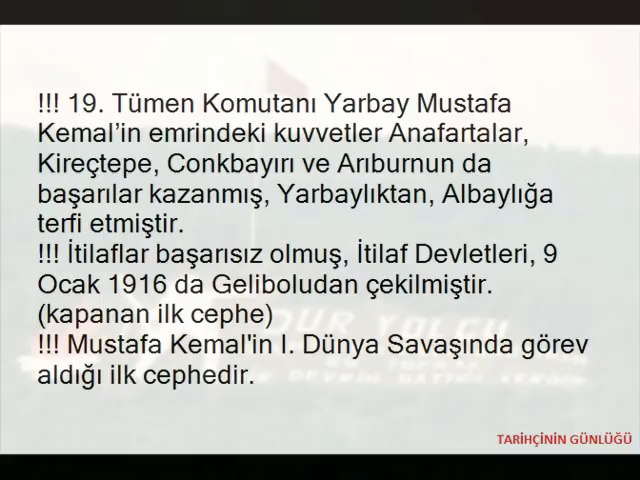 !!! 19. Tümen Komutanı Yarbay Mustafa
Kemal’in emrindeki kuvvetler Anafartalar,
Kireçtepe, Conkbayırı ve Arıburnun da
başarılar kazanmış, Yarbaylıktan, Albaylığa
terfi etmiştir.
!!! İtilaflar başarısız olmuş, İtilaf Devletleri, 9
Ocak 1916 da Geliboludan çekilmiştir.
(kapanan ilk cephe)
DUR YOLCU
!!! Mustafa Kemal'in I. Dünya Savaşında görev
aldığı ilk cephedir.
TARİHÇİNİN GÜNLÜĞÜ